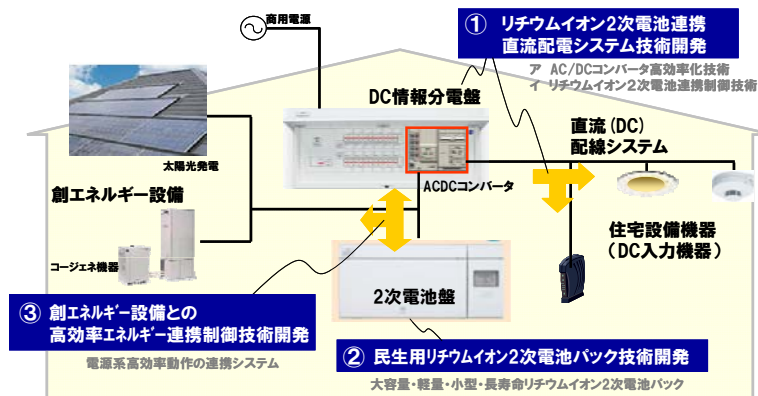 商用電源
① リチウムイオン2次電池連携
直流配電システム技術開発
ア AC/DCコンバータ高効率化技術
イ リチウムイオン2次電池連携制御技術
DC情報分電盤
直流(DC)
配線システム
太陽光発電
ACDCコンバータ
創エネルギー設備
住宅設備機器
(DC入力機器)
コージェネ機器
2次電池盤
③ 創エネルギー設備との
高効率エネルギー連携制御技術開発
電源系高効率動作の連携システム
② 民生用リチウムイオン2次電池パック技術開発
大容量・軽量・小型・長寿命リチウムイオン2次電池パック